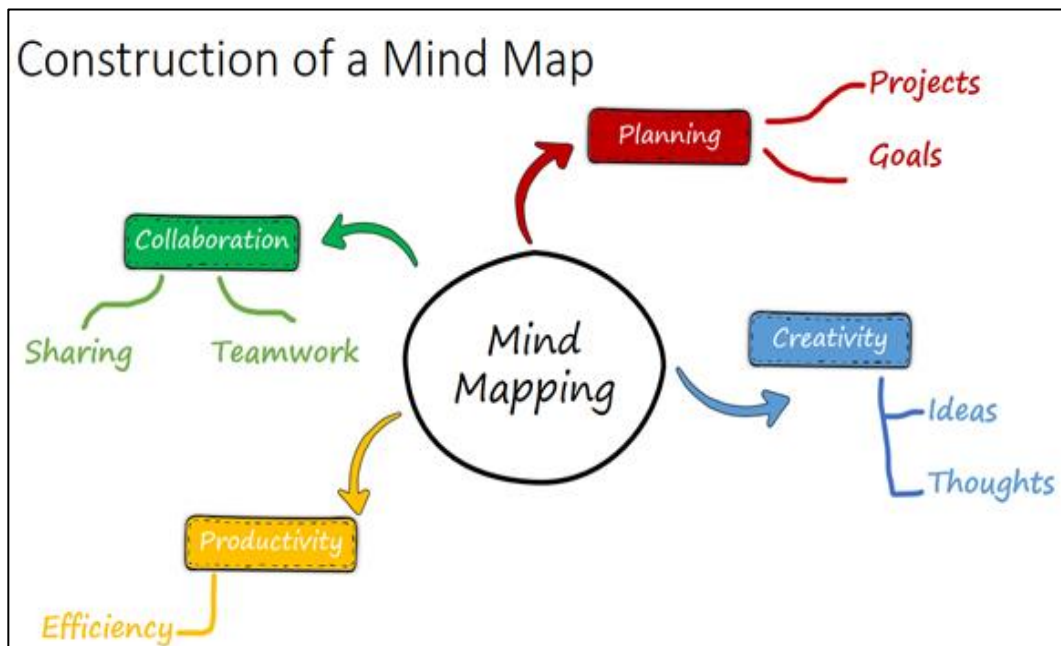 Construction of a Mind Map
Projects
Planning
Goals
Collaboration
Sharing
Teamwork
Mind
Mapping
Creativity
Ideas
Thoughts
Productivity
Efficiency